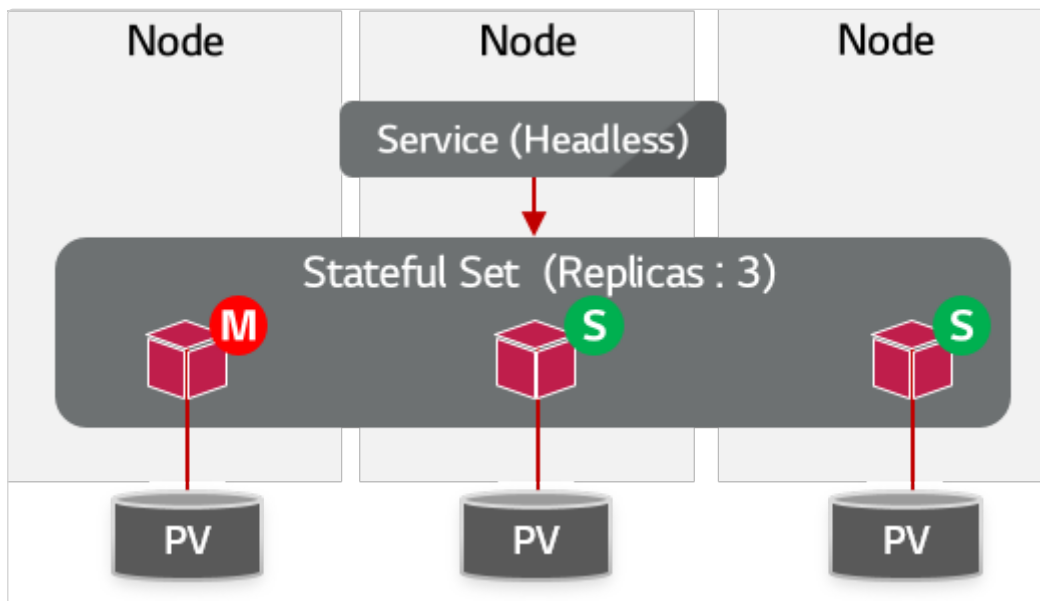 Node
Node
Node
Service (Headless)
Stateful Set (Replicas : 3)
M
S
S
PV
PV
PV